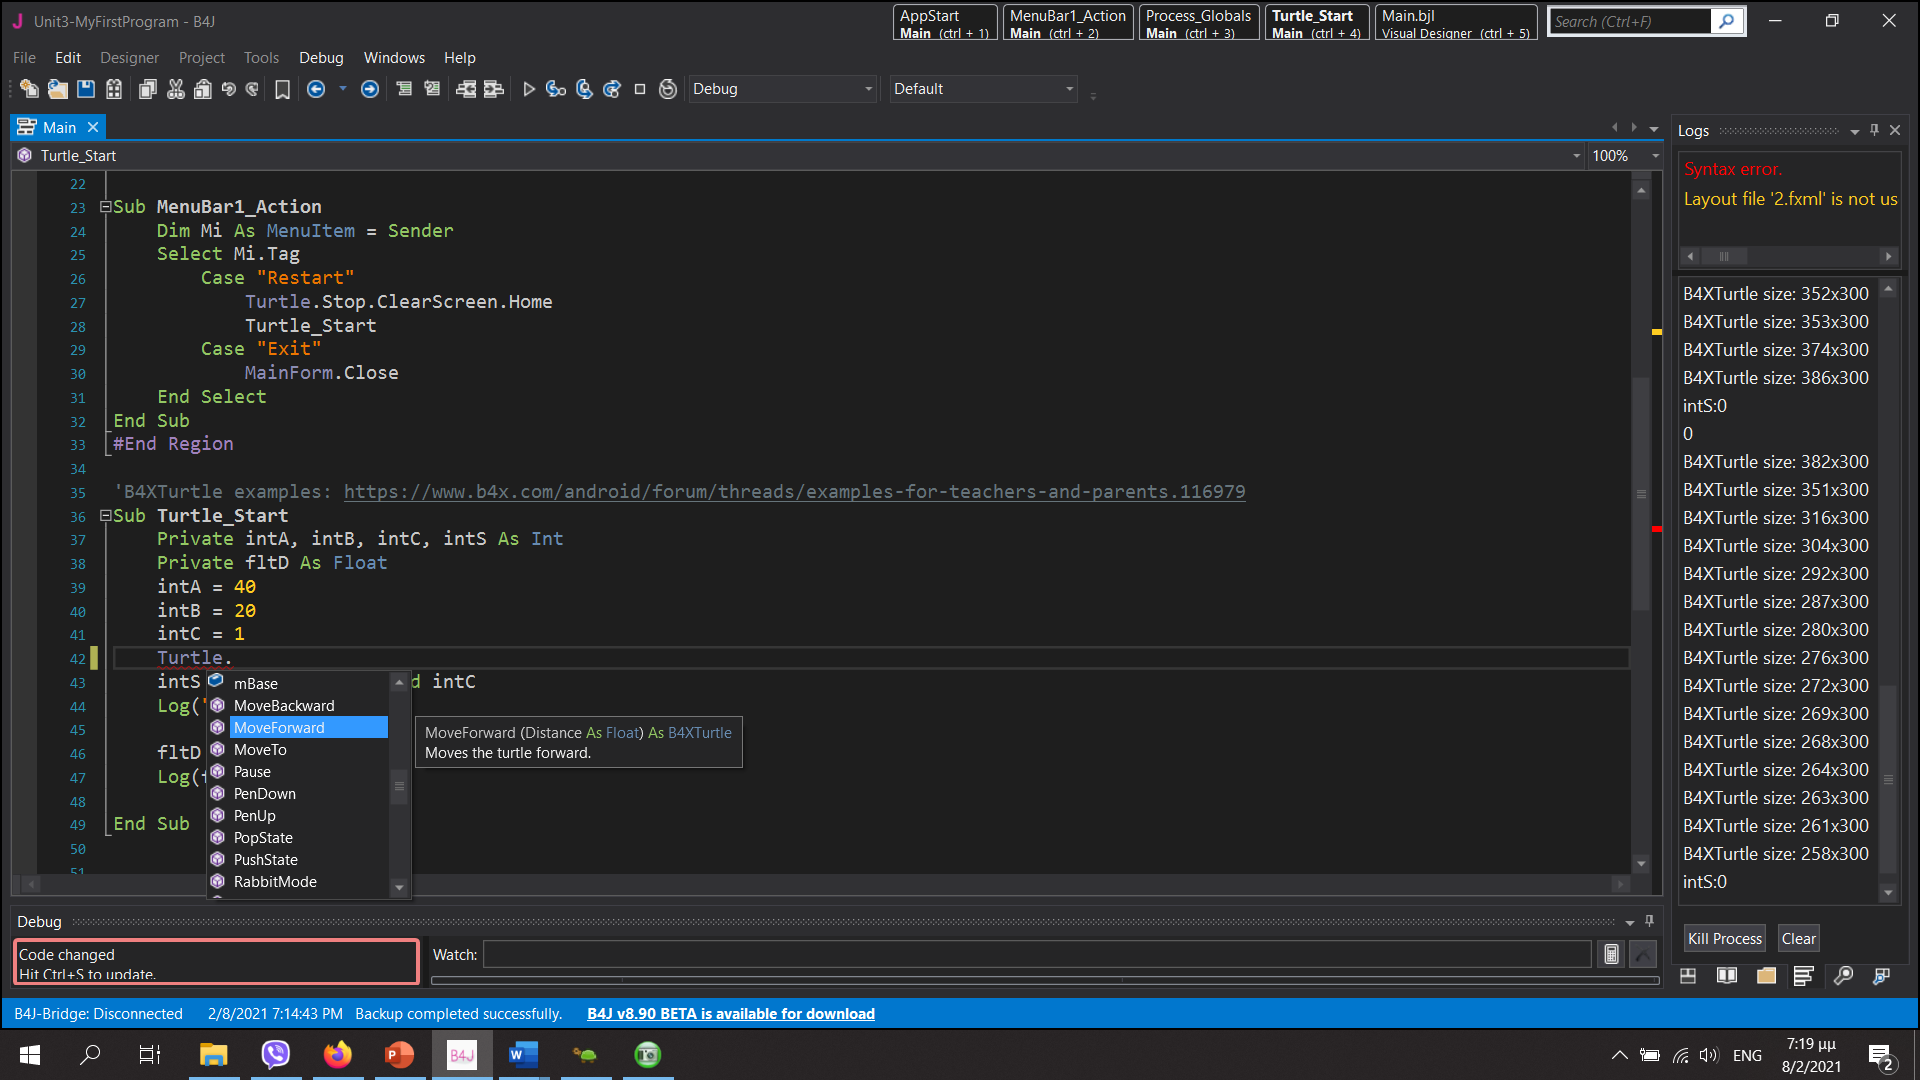 Unit3-MyFirstProgram - B4J
AppStart
Main (ctrl + 1)
MenuBar1_Action
Main (ctrl + 2)
Process_Globals
Main (ctrl + 3)
Turtle_Start
Main (ctrl + 4)
Main.bjl
Visual Designer (ctrl + 5)
Search (Ctrl+F)
File Edit Designer Project Tools Debug Windows Help
Debug
Default
Main
Turtle_Start
100%
22
23 Sub MenuBar1_Action
24 Dim Mi As MenuItem = Sender
25 Select Mi.Tag
26 Case "Restart"
27 Turtle.Stop.ClearScreen.Home
28 Turtle_Start
29 Case "Exit"
30 MainForm.Close
31 End Select
32 End Sub
33 #End Region
34
35 'B4XTurtle examples: https://www.b4x.com/android/forum/threads/examples-for-teachers-and-parents.116979
36 Sub Turtle_Start
37 Private intA, intB, intC, intS As Int
38 Private fltD As Float
39 intA = 40
40 intB = 20
41 intC = 1
42 Turtle.
43 intS d intC
44 Log("
45
46 fltD
47 Log(
48
49 End Sub
50
51
mBase
MoveBackward
MoveForward
MoveTo
Pause
PenDown
PenUp
PopState
PushState
RabbitMode
MoveForward (Distance As Float) As B4XTurtle
Moves the turtle forward.
Logs
Syntax error.
Layout file '2.fxml' is not us
B4XTurtle size: 352x300
B4XTurtle size: 353x300
B4XTurtle size: 374x300
B4XTurtle size: 386x300
intS:0
0
B4XTurtle size: 382x300
B4XTurtle size: 351x300
B4XTurtle size: 316x300
B4XTurtle size: 304x300
B4XTurtle size: 292x300
B4XTurtle size: 287x300
B4XTurtle size: 280x300
B4XTurtle size: 276x300
B4XTurtle size: 272x300
B4XTurtle size: 269x300
B4XTurtle size: 268x300
B4XTurtle size: 264x300
B4XTurtle size: 263x300
B4XTurtle size: 261x300
B4XTurtle size: 258x300
intS:0
Kill Process
Clear
Debug
Code changed
Hit Ctrl+S to update.
Watch:
B4J-Bridge: Disconnected
2/8/2021 7:14:43 PM Backup completed successfully.
B4J v8.90 BETA is available for download
B4J
ENG
7:19 μμ
8/2/2021
2